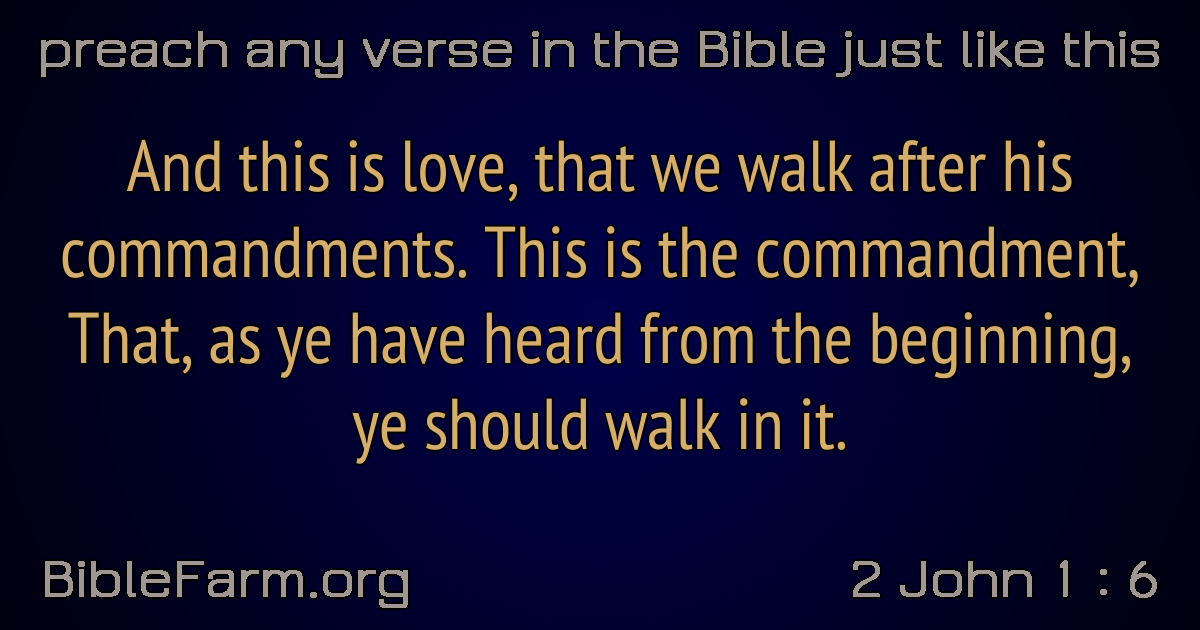 preach any verse in the Bible just like this
And this is love, that we walk after his
commandments. This is the commandment,
That, as ye have heard from the beginning,
ye should walk in it.
BibleFarm.org
2 John 1 : 6